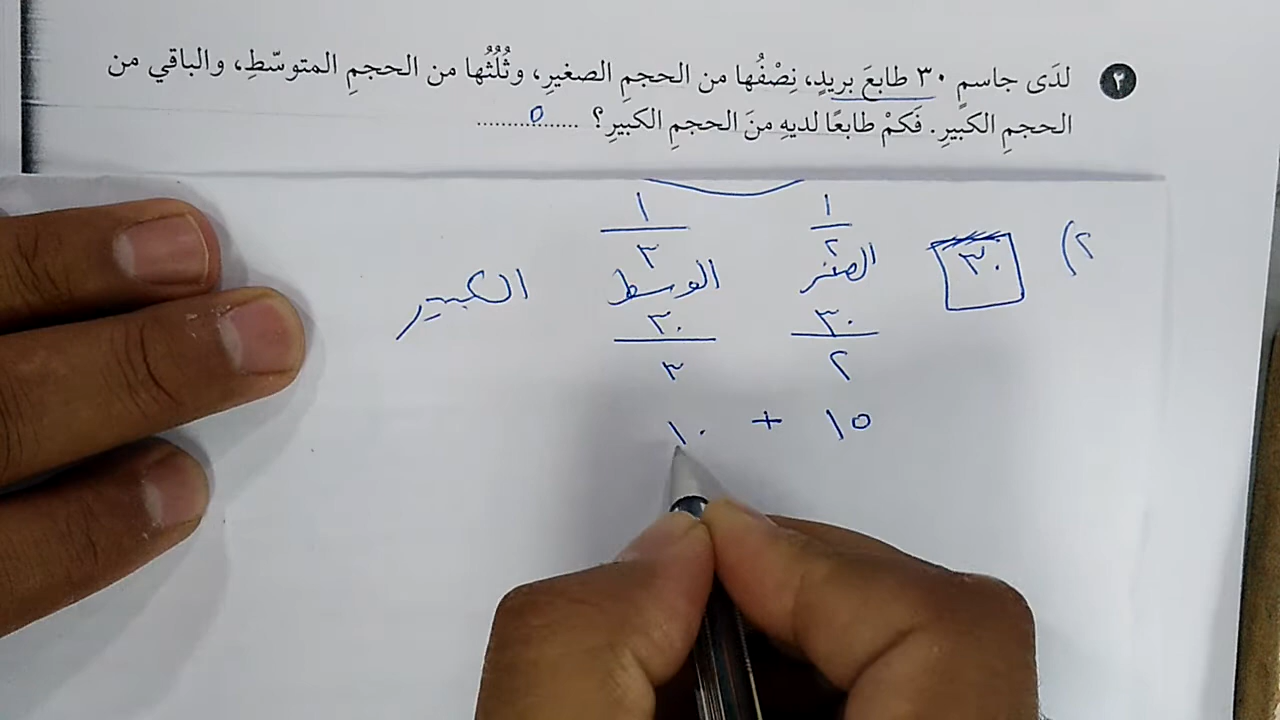 ٢ لدَى جاسمٍ ٣٠ طابعَ بريدٍ، نِصْفُها من الحجمِ الصغيرِ، وثُلُثُها من الحجمِ المتوسّطِ، والباقي من
الحجمِ الكبيرِ. فَكمْ طابعًا لديهِ منَ الحجمِ الكبيرِ؟ ........٥........
٢) ٣٠ ١/٢ ١/٣
الصغير الوسط الكبير
٣٠/٢ ٣٠/٣
١٥ + ١٠